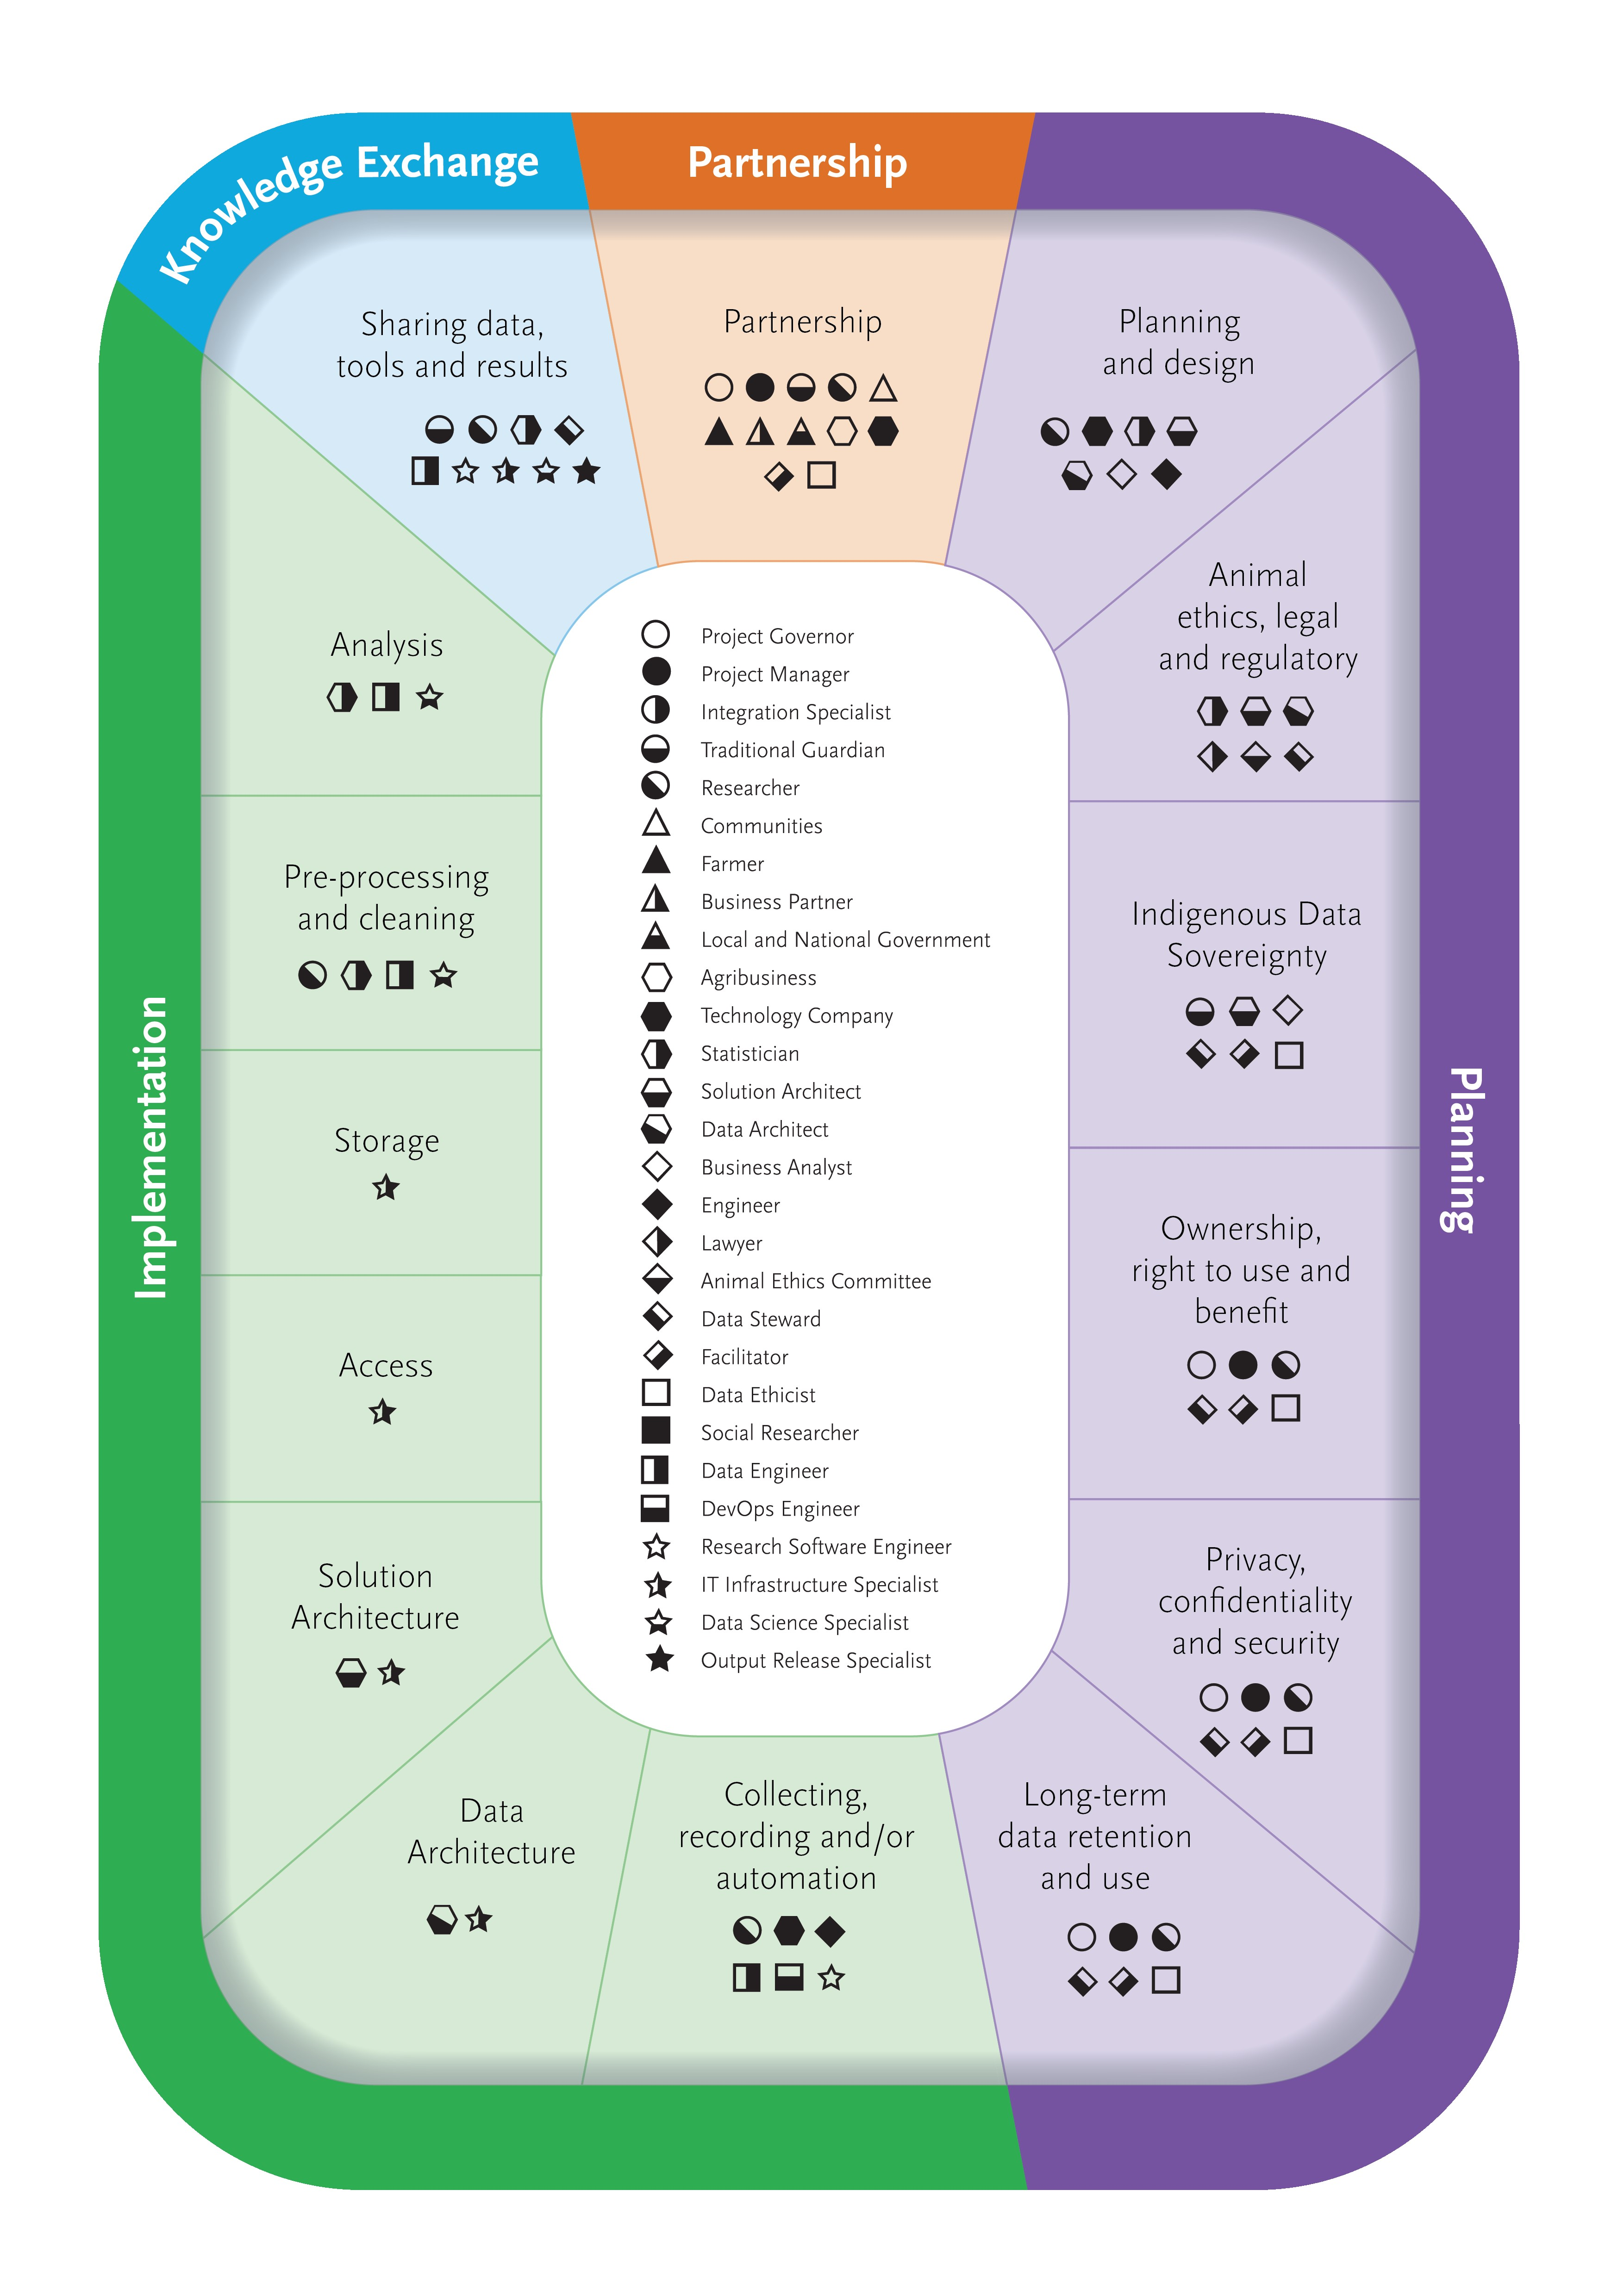 Knowledge Exchange
Partnership
Planning
Implementation
Sharing data,
tools and results
Partnership
Planning
and design
Animal
ethics, legal
and regulatory
Indigenous Data
Sovereignty
Ownership,
right to use and
benefit
Privacy,
confidentiality
and security
Long-term
data retention
and use
Collecting,
recording and/or
automation
Data
Architecture
Solution
Architecture
Access
Storage
Pre-processing
and cleaning
Analysis
Project Governor
Project Manager
Integration Specialist
Traditional Guardian
Researcher
Communities
Farmer
Business Partner
Local and National Government
Agribusiness
Technology Company
Statistician
Solution Architect
Data Architect
Business Analyst
Engineer
Lawyer
Animal Ethics Committee
Data Steward
Facilitator
Data Ethicist
Social Researcher
Data Engineer
DevOps Engineer
Research Software Engineer
IT Infrastructure Specialist
Data Science Specialist
Output Release Specialist